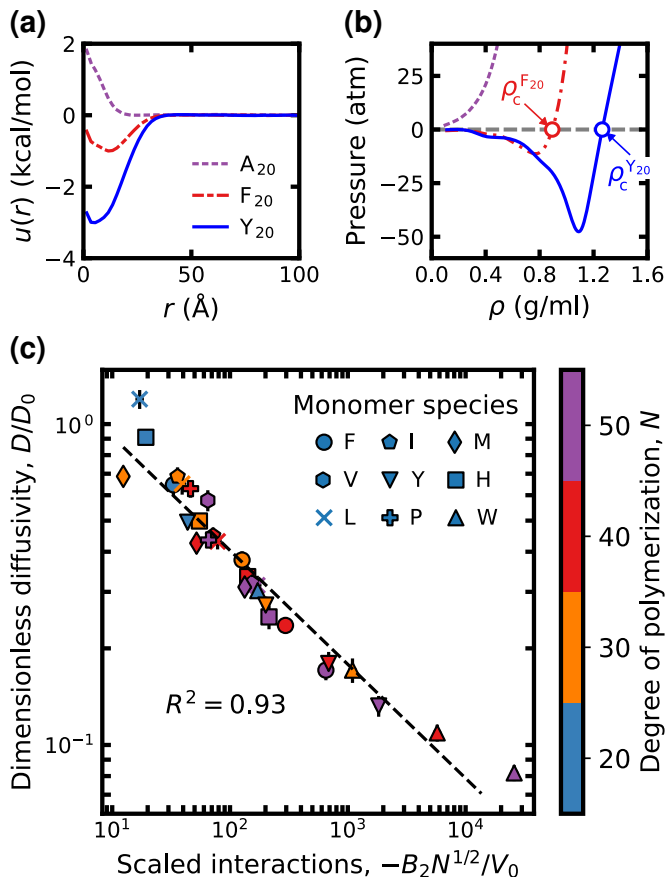 (a)
2
0
−2
−4
u(r) (kcal/mol)
A20
F20
Y20
0
50
100
r (Å)
(b)
25
0
−25
−50
Pressure (atm)
ρc^F20
ρc^Y20
0.0
0.4
0.8
1.2
1.6
ρ (g/ml)
(c)
Dimensionless diffusivity, D/D0
10^0
10^−1
Monomer species
F I M
V Y H
L P W
R² = 0.93
10^1
10^2
10^3
10^4
Scaled interactions, −B2N^1/2/V0
50
40
30
20
Degree of polymerization, N